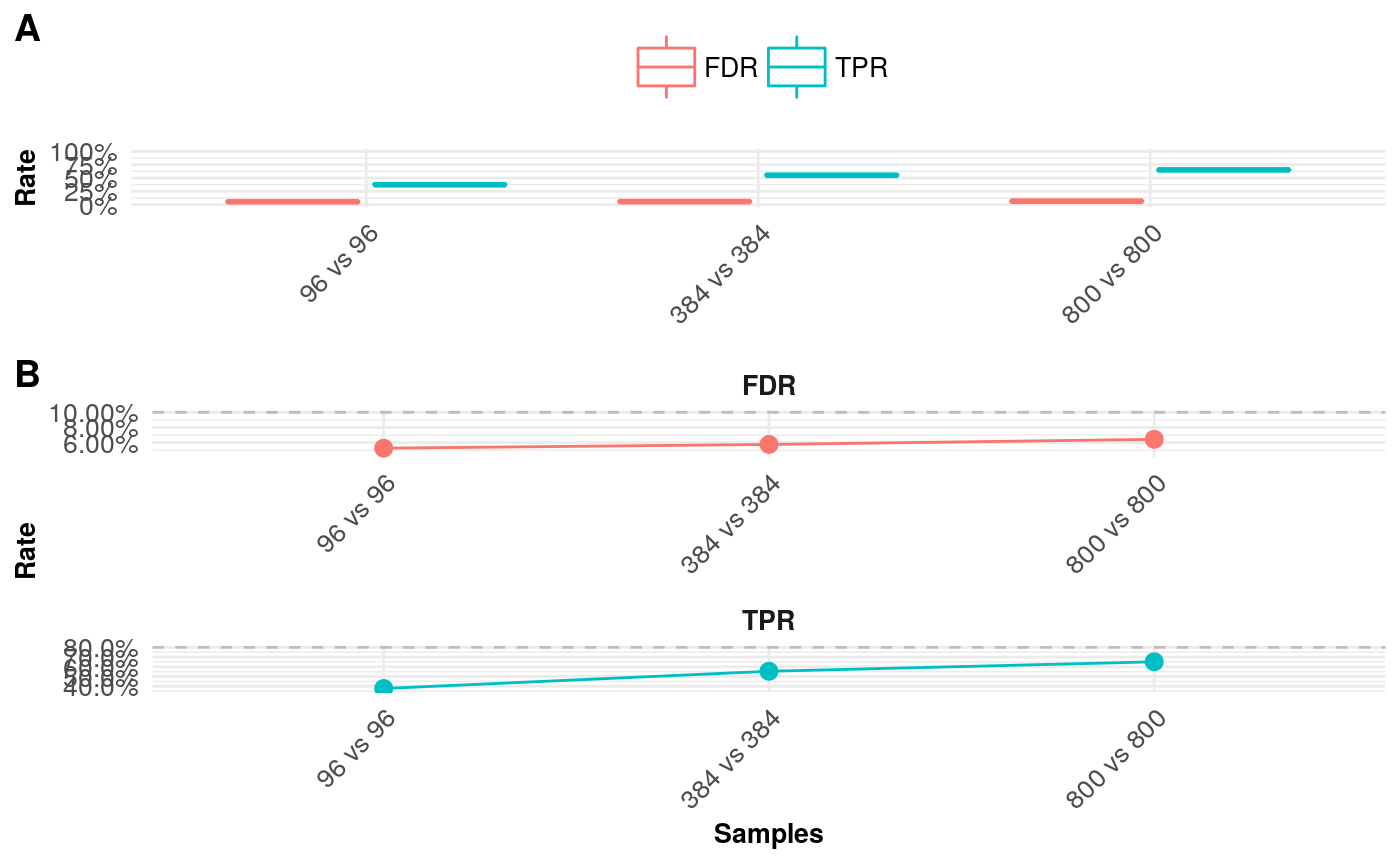 A
FDR TPR
Rate
100%
75%
50%
25%
0%
96 vs 96
384 vs 384
800 vs 800
B
Rate
FDR
10.00%
8.00%
6.00%
96 vs 96
384 vs 384
800 vs 800
TPR
80.0%
70.0%
60.0%
50.0%
40.0%
96 vs 96
384 vs 384
800 vs 800
Samples